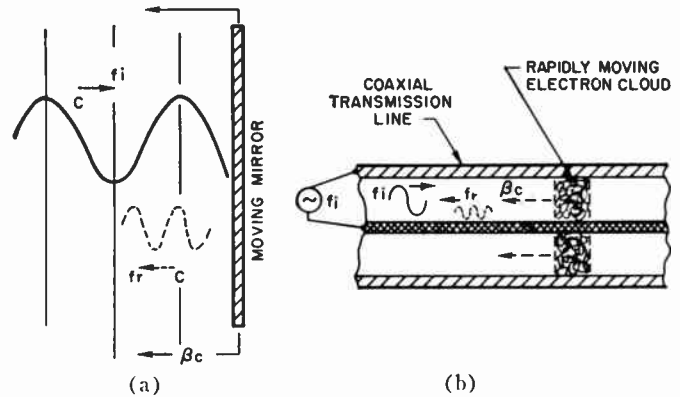 C
fi
fr
C
MOVING MIRROR
βc
(a)
COAXIAL
TRANSMISSION
LINE
RAPIDLY MOVING
ELECTRON CLOUD
~
fi
fi
fr
βc
(b)